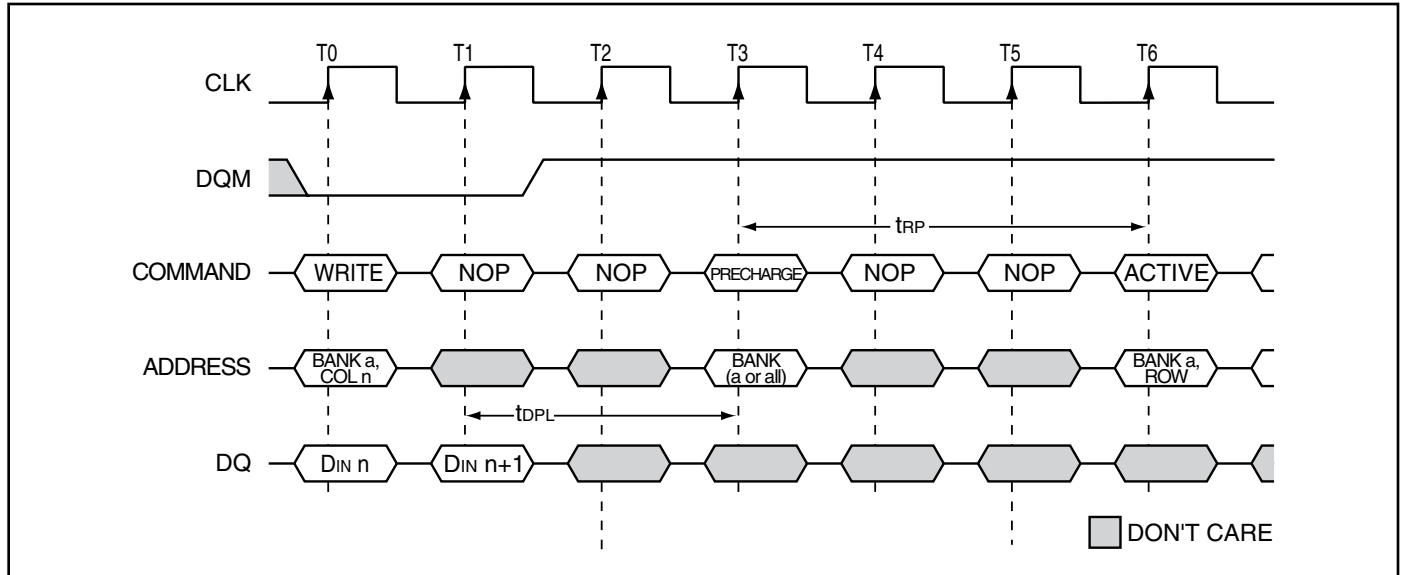 T0 T1 T2 T3 T4 T5 T6
CLK
DQM
tRP
COMMAND WRITE NOP NOP PRECHARGE NOP NOP ACTIVE
ADDRESS BANK a, COL n BANK (a or all) BANK a, ROW
tDPL
DQ DIN n DIN n+1
DON'T CARE